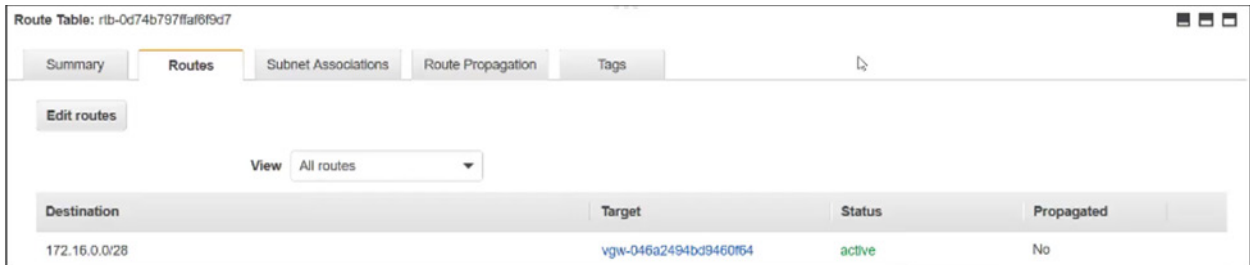 Route Table: rtb-0d74b797ffaf6f9d7
Summary Routes Subnet Associations Route Propagation Tags
Edit routes
View All routes
Destination Target Status Propagated
172.16.0.0/28 vgw-046a2494bd9460f64 active No